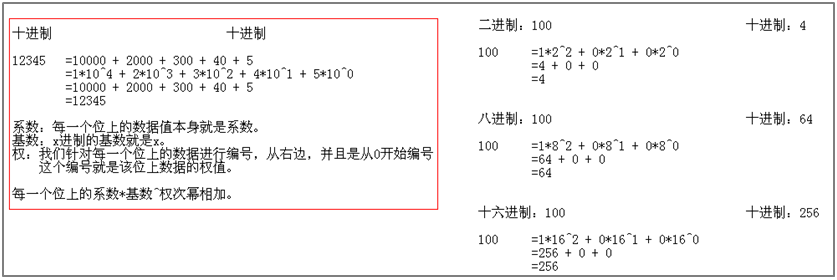 十进制 十进制
12345 =10000 + 2000 + 300 + 40 + 5
=1*10^4 + 2*10^3 + 3*10^2 + 4*10^1 + 5*10^0
=10000 + 2000 + 300 + 40 + 5
=12345
系数：每一个位上的数据值本身就是系数。
基数：x进制的基数就是x。
权：我们针对每一个位上的数据进行编号，从右边，并且是从0开始编号
这个编号就是该位上数据的权值。
每一个位上的系数*基数^权次幂相加。
二进制：100 十进制：4
100 =1*2^2 + 0*2^1 + 0*2^0
=4 + 0 + 0
=4
八进制：100 十进制：64
100 =1*8^2 + 0*8^1 + 0*8^0
=64 + 0 + 0
=64
十六进制：100 十进制：256
100 =1*16^2 + 0*16^1 + 0*16^0
=256 + 0 + 0
=256